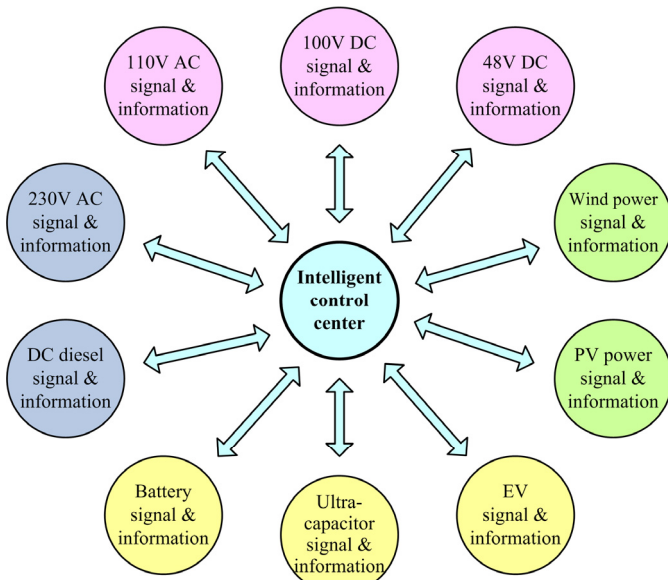 110V AC
signal &
information
100V DC
signal &
information
48V DC
signal &
information
230V AC
signal &
information
Wind power
signal &
information
Intelligent
control
center
DC diesel
signal &
information
PV power
signal &
information
Battery
signal &
information
Ultra-
capacitor
signal &
information
EV
signal &
information